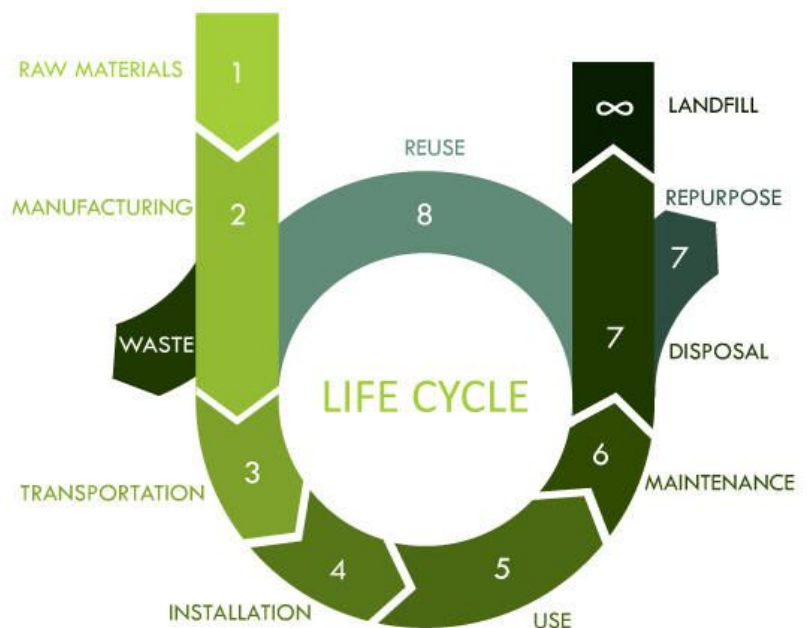 RAW MATERIALS
1
∞
LANDFILL
REUSE
MANUFACTURING
2
8
REPURPOSE
7
WASTE
7
DISPOSAL
LIFE CYCLE
3
TRANSPORTATION
6
MAINTENANCE
4
5
INSTALLATION
USE